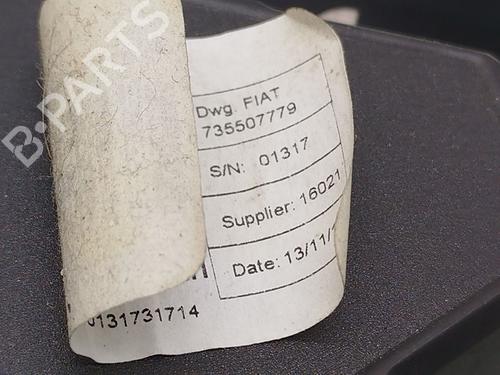 B-PARTS
Dwg. FIAT
735507779
S/N: 01317
Supplier: 16021
Date: 13/11/
0131731714